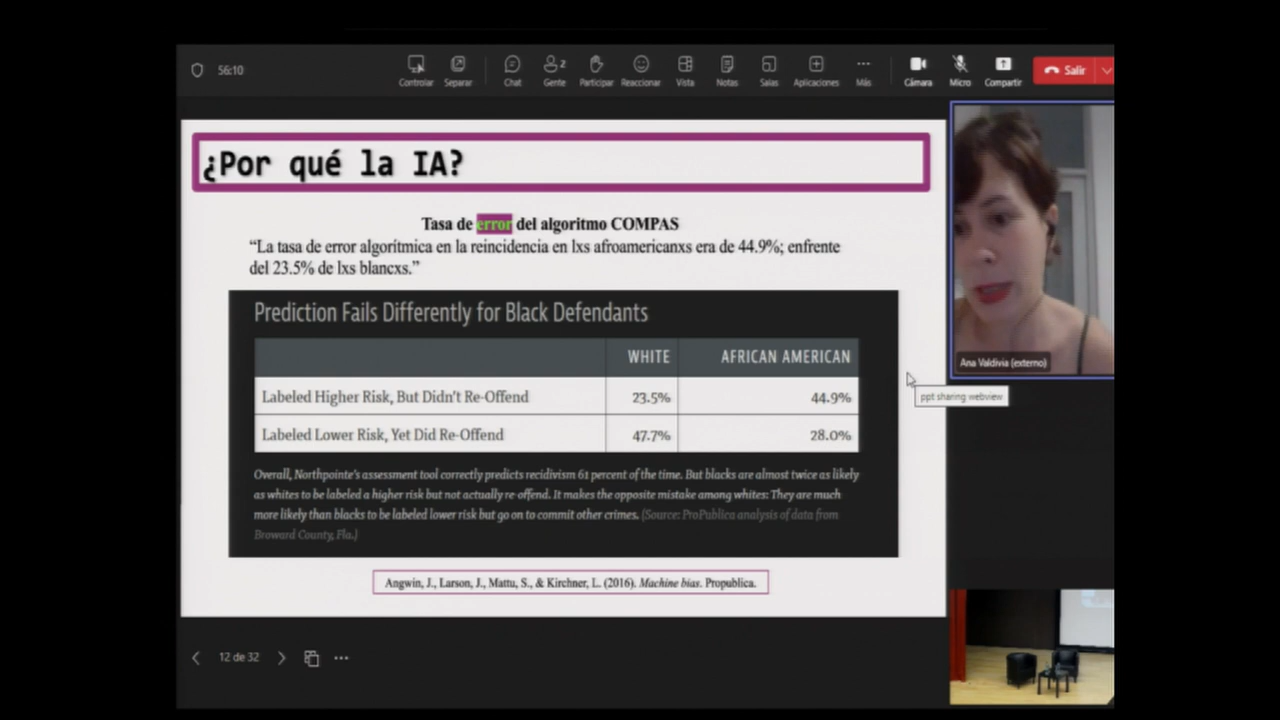 56:10
Controlar
Separar
Chat
2
Gente
Participar
Reaccionar
Vista
Notas
Salas
Aplicaciones
Más
Cámara
Micro
Compartir
Salir
¿Por qué la IA?
Tasa de error del algoritmo COMPAS
“La tasa de error algorítmica en la reincidencia en lxs afroamericanxs era de 44.9%; enfrente
del 23.5% de lxs blancxs.”
Prediction Fails Differently for Black Defendants
WHITE AFRICAN AMERICAN
Labeled Higher Risk, But Didn’t Re-Offend 23.5% 44.9%
Labeled Lower Risk, Yet Did Re-Offend 47.7% 28.0%
Overall, Northpointe’s assessment tool correctly predicts recidivism 61 percent of the time. But blacks are almost twice as likely
as whites to be labeled a higher risk but not actually re-offend. It makes the opposite mistake among whites: They are much
more likely than blacks to be labeled lower risk but go on to commit other crimes. (Source: ProPublica analysis of data from
Broward County, Fla.)
Angwin, J., Larson, J., Mattu, S., & Kirchner, L. (2016). Machine bias. Propublica.
Ana Valdivia (externo)
ppt sharing webview
12 de 32